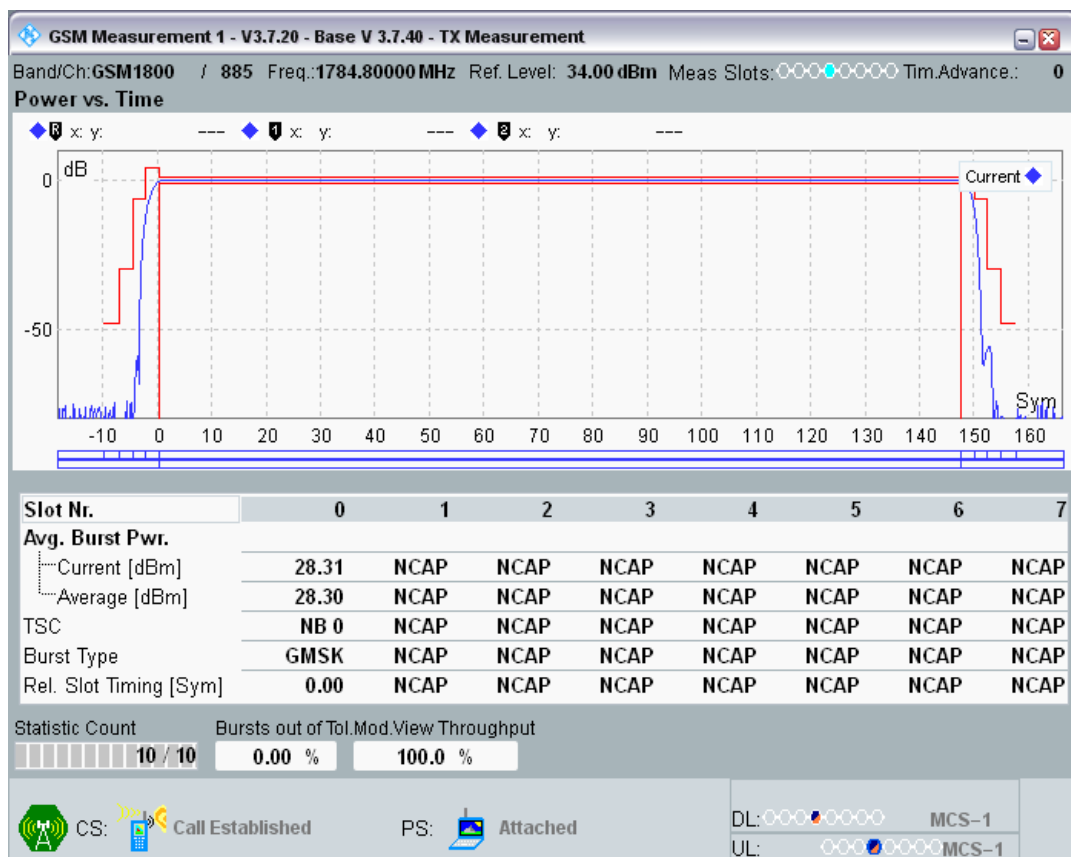 GSM Measurement 1 - V3.7.20 - Base V 3.7.40 - TX Measurement
Band/Ch:GSM1800 / 885 Freq.:1784.80000 MHz Ref. Level: 34.00 dBm Meas Slots: Tim.Advance.: 0
Power vs. Time
R x: y: --- 1 x: y: --- 2 x: y: ---
dB
Current
0
-50
Sym
-10 0 10 20 30 40 50 60 70 80 90 100 110 120 130 140 150 160
Slot Nr. 0 1 2 3 4 5 6 7
Avg. Burst Pwr.
Current [dBm] 28.31 NCAP NCAP NCAP NCAP NCAP NCAP NCAP
Average [dBm] 28.30 NCAP NCAP NCAP NCAP NCAP NCAP NCAP
TSC NB 0 NCAP NCAP NCAP NCAP NCAP NCAP NCAP
Burst Type GMSK NCAP NCAP NCAP NCAP NCAP NCAP NCAP
Rel. Slot Timing [Sym] 0.00 NCAP NCAP NCAP NCAP NCAP NCAP NCAP
Statistic Count Bursts out of Tol.Mod.View Throughput
10 / 10 0.00 % 100.0 %
CS: Call Established PS: Attached DL: MCS-1
UL: MCS-1